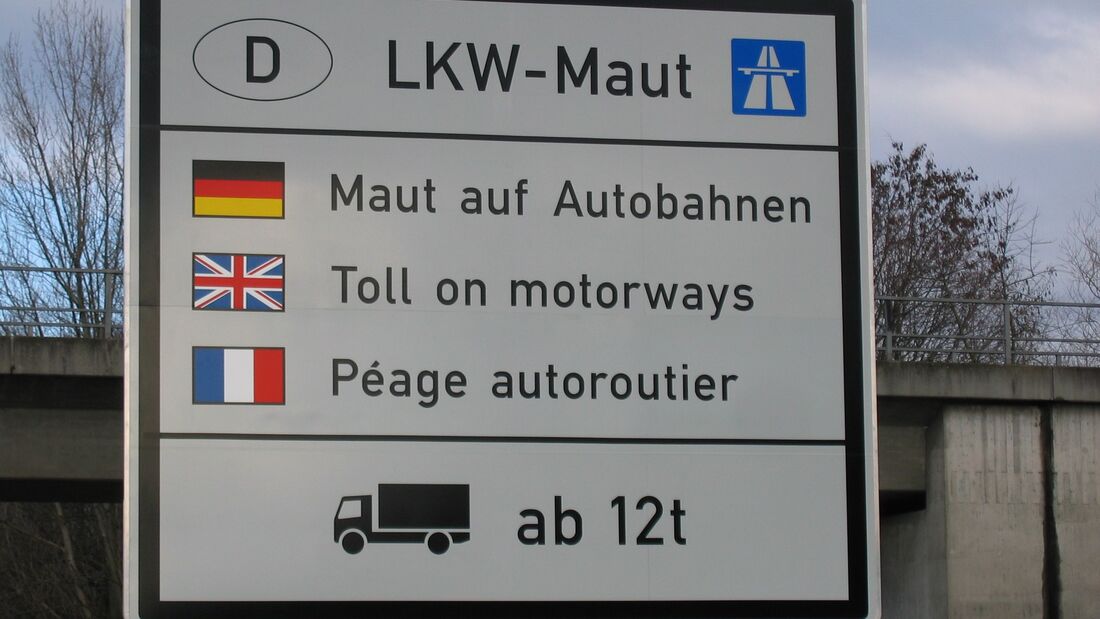 D LKW-Maut
Maut auf Autobahnen
Toll on motorways
Péage autoroutier
ab 12t